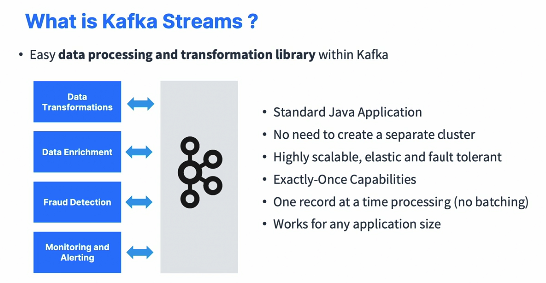 What is Kafka Streams ?
• Easy data processing and transformation library within Kafka
Data
Transformations
Data Enrichment
Fraud Detection
Monitoring and
Alerting
• Standard Java Application
• No need to create a separate cluster
• Highly scalable, elastic and fault tolerant
• Exactly-Once Capabilities
• One record at a time processing (no batching)
• Works for any application size